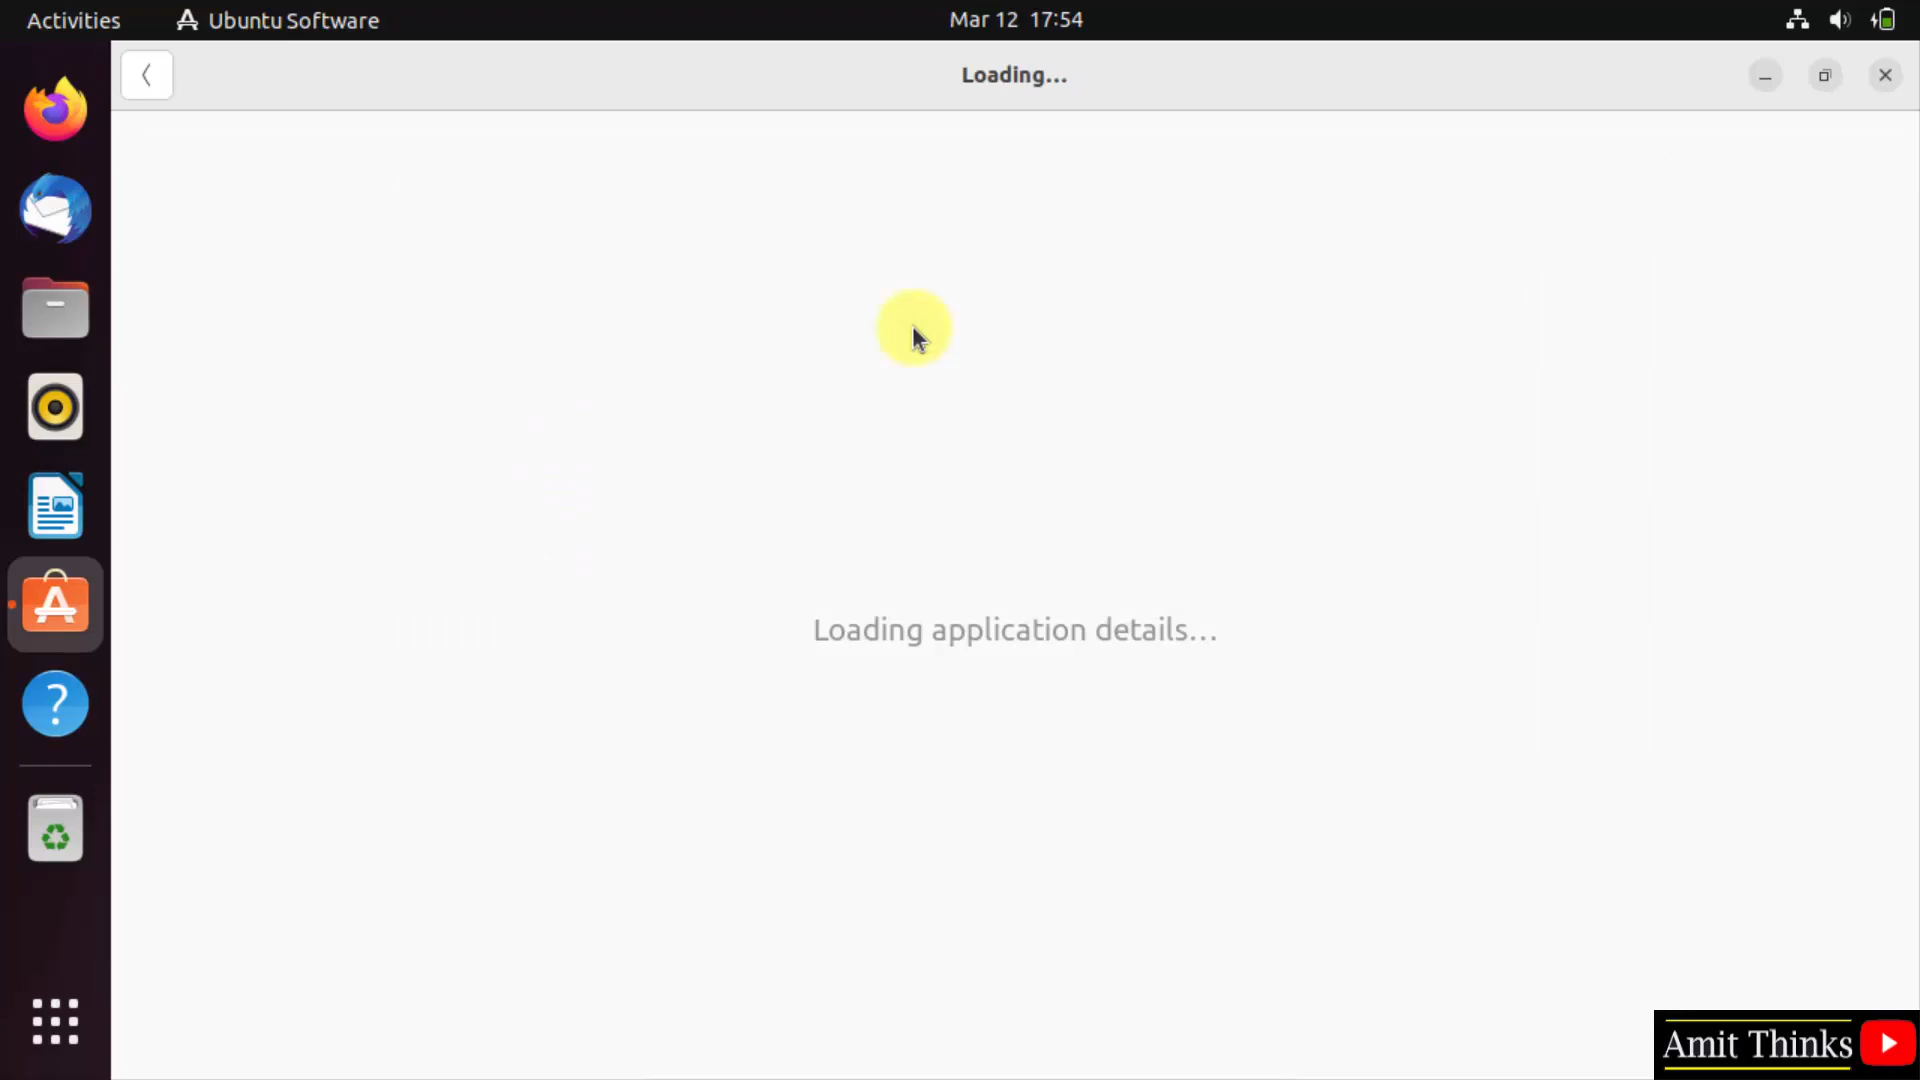 Activities
Ubuntu Software
Mar 12 17:54
Loading...
Loading application details...
Amit Thinks